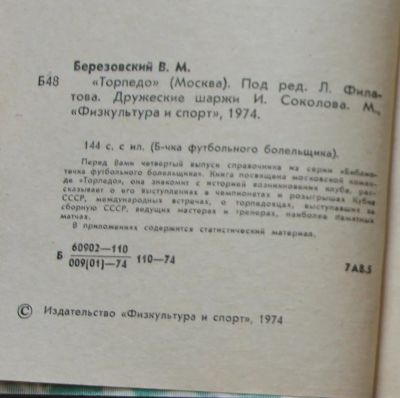 Березовский В. М.
Б48 «Торпедо» (Москва). Под ред. Л. Фила-
това. Дружеские шаржи И. Соколова. М.,
«Физкультура и спорт», 1974.
144 с. с ил. (Б-чка футбольного болельщика).
Перед Вами четвертый выпуск справочника из серии «Библио-
течка футбольного болельщика». Книга посвящена московской коман-
де «Торпедо», она знакомит с историей возникновения клуба, рас-
сказывает о его выступлениях в чемпионатах и розыгрышах Кубка
СССР, международных встречах, о торпедовцах, выступавших за
сборную СССР, ведущих мастерах и тренерах, наиболее памятных
матчах.
В приложениях содержится статистический материал.
60902—110
Б 110—74
009(01)—74
7А8.5
© Издательство «Физкультура и спорт», 1974